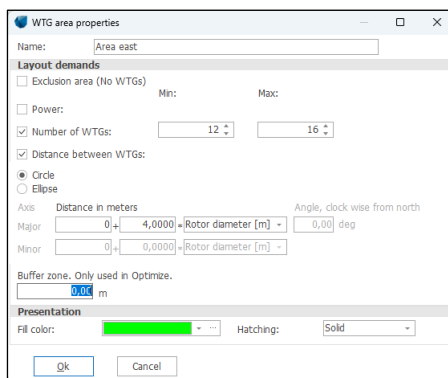 WTG area properties
Name: Area east
Layout demands
Exclusion area (No WTGs)
Min: Max:
Power:
Number of WTGs: 12 16
Distance between WTGs:
Circle
Ellipse
Axis Distance in meters Angle, clock wise from north
Major 0 + 4,0000 * Rotor diameter [m] 0,00 deg
Minor 0 + 0,0000 * Rotor diameter [m]
Buffer zone. Only used in Optimize.
0,00 m
Presentation
Fill color: ... Hatching: Solid
Ok Cancel